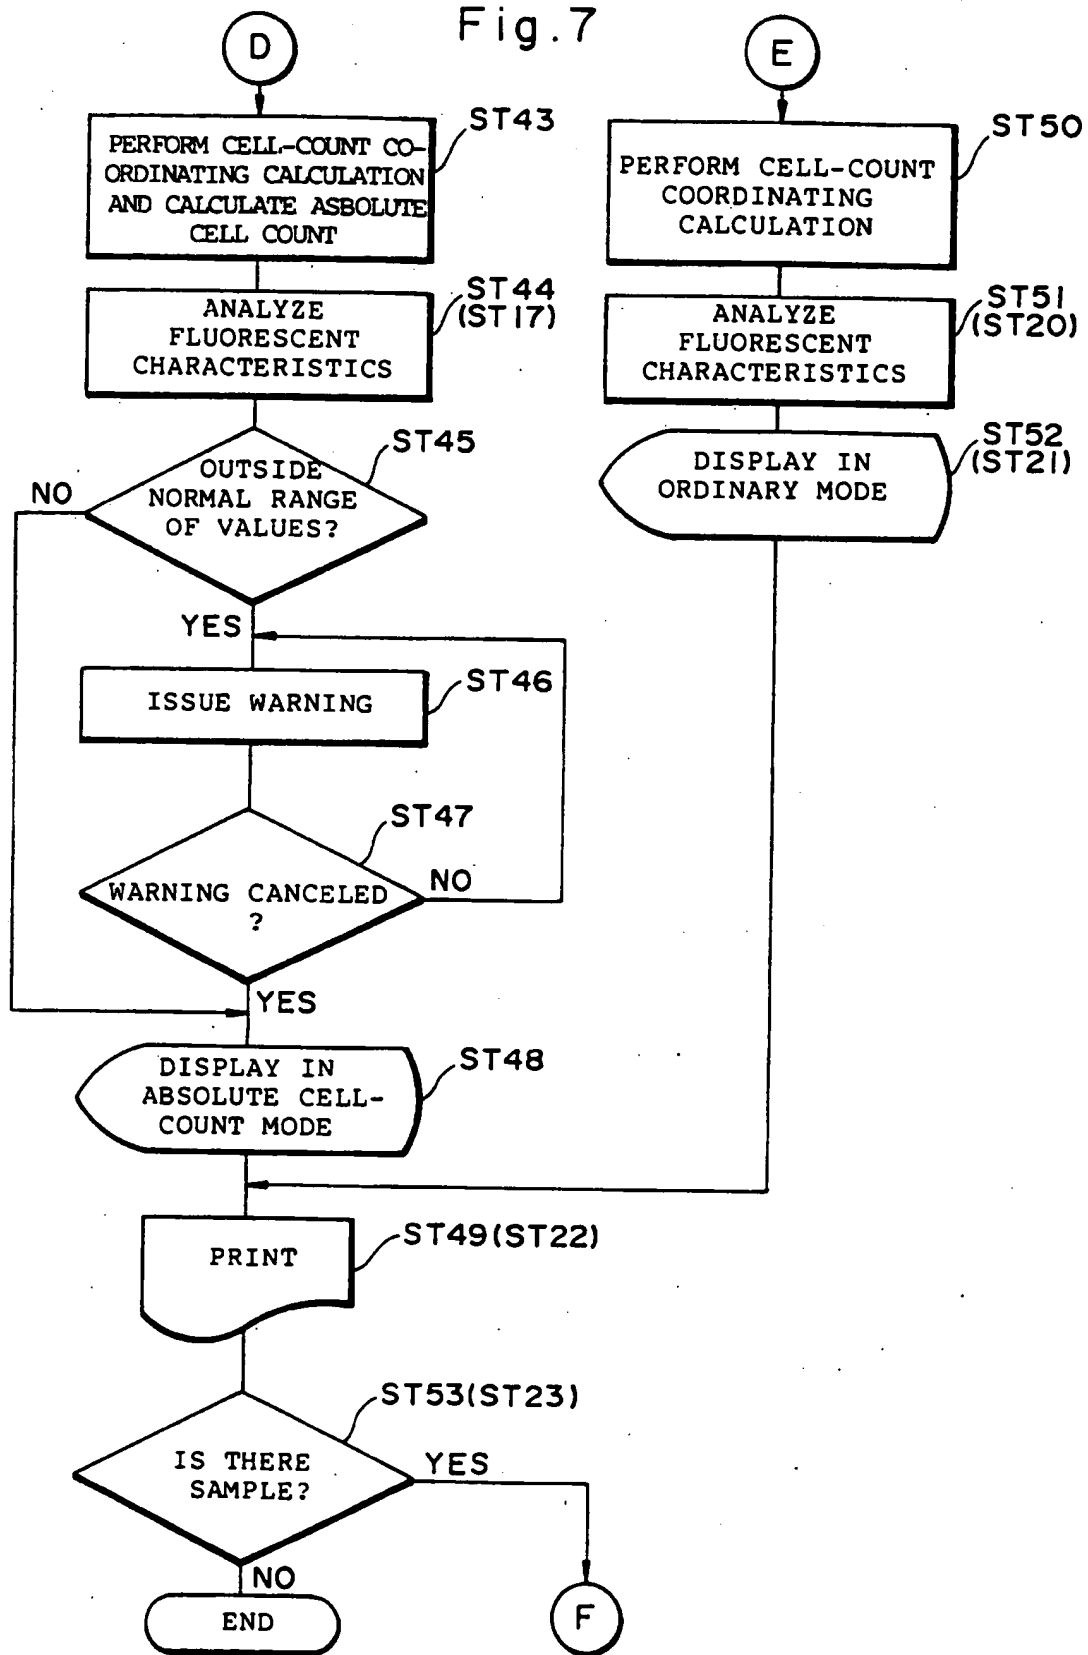 Fig.7
D
PERFORM CELL-COUNT CO-
ORDINATING CALCULATION
AND CALCULATE ASBOLUTE
CELL COUNT
ST43
ANALYZE
FLUORESCENT
CHARACTERISTICS
ST44
(ST17)
OUTSIDE
NORMAL RANGE
OF VALUES?
ST45
NO
YES
ISSUE WARNING
ST46
WARNING CANCELED
?
ST47
NO
YES
DISPLAY IN
ABSOLUTE CELL-
COUNT MODE
ST48
E
PERFORM CELL-COUNT
COORDINATING
CALCULATION
ST50
ANALYZE
FLUORESCENT
CHARACTERISTICS
ST51
(ST20)
DISPLAY IN
ORDINARY MODE
ST52
(ST21)
PRINT
ST49(ST22)
IS THERE
SAMPLE?
ST53(ST23)
YES
NO
END
F